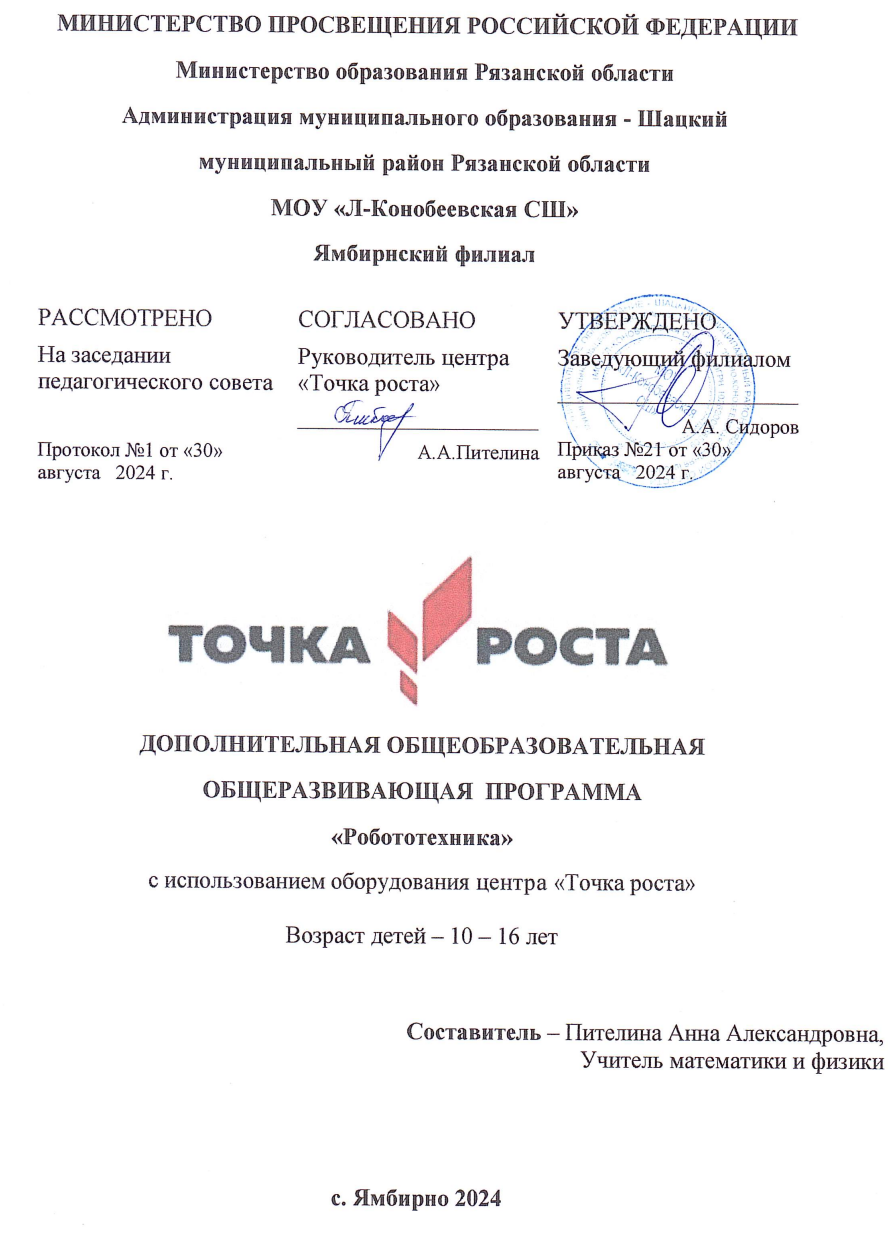 МИНИСТЕРСТВО ПРОСВЕЩЕНИЯ РОССИЙСКОЙ ФЕДЕРАЦИИ
Министерство образования Рязанской области
Администрация муниципального образования - Шацкий
муниципальный район Рязанской области
МОУ «Л-Конобеевская СШ»
Ямбирнский филиал
РАССМОТРЕНО
На заседании
педагогического совета
Протокол №1 от «30»
августа 2024 г.
СОГЛАСОВАНО
Руководитель центра
«Точка роста»
А.А.Пителина
УТВЕРЖДЕНО
Заведующий филиалом
А.А. Сидоров
Приказ №21 от «30»
августа 2024 г.
ТОЧКА РОСТА
ДОПОЛНИТЕЛЬНАЯ ОБЩЕОБРАЗОВАТЕЛЬНАЯ
ОБЩЕРАЗВИВАЮЩАЯ ПРОГРАММА
«Робототехника»
с использованием оборудования центра «Точка роста»
Возраст детей – 10 – 16 лет
Составитель – Пителина Анна Александровна,
Учитель математики и физики
с. Ямбирно 2024